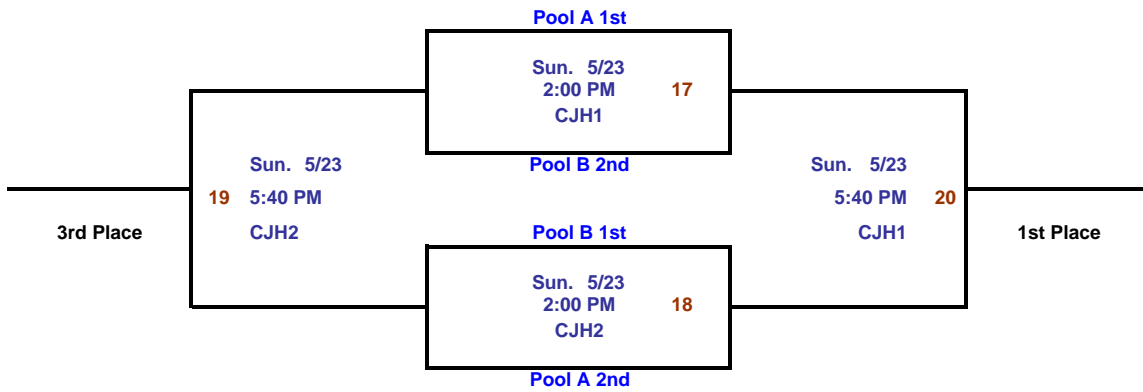 Pool A 1st
Sun. 5/23
2:00 PM 17
CJH1
Pool B 2nd
Sun. 5/23
19 5:40 PM
CJH2
3rd Place
Sun. 5/23
5:40 PM 20
CJH1
1st Place
Pool B 1st
Sun. 5/23
2:00 PM 18
CJH2
Pool A 2nd